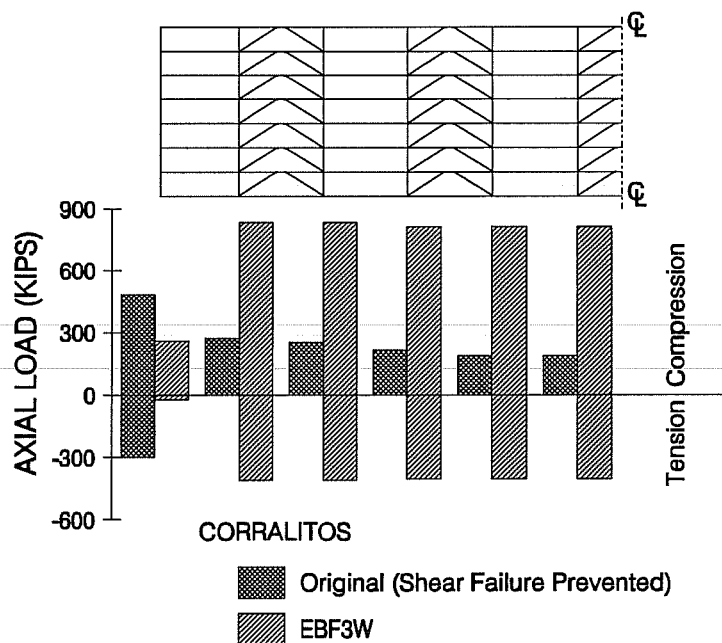 ℄
℄
900
600
300
0
-300
-600
AXIAL LOAD (KIPS)
Tension Compression
CORRALITOS
Original (Shear Failure Prevented)
EBF3W